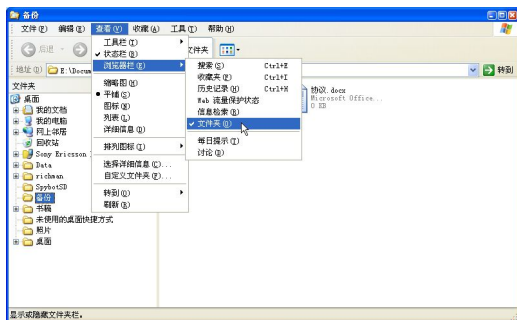 备份
文件(F) 编辑(E) 查看(V) 收藏(A) 工具(T) 帮助(H)
后退 文件夹
地址(D) E:\Docum 转到
工具栏(T)
状态栏(B)
浏览器栏(E)
缩略图(H)
平铺(S)
图标(N)
列表(L)
详细信息(D)
排列图标(I)
选择详细信息(C)...
自定义文件夹(F)...
转到(O)
刷新(R)
搜索(S) Ctrl+E
收藏夹(F) Ctrl+I
历史记录(H) Ctrl+H
Web 流量保护状态
信息检索(R)
文件夹(O)
每日提示(T)
讨论(D)
文件夹
桌面
我的文档
我的电脑
网上邻居
回收站
Sony Ericsson
Data
richman
SpybotSD
备份
书稿
未使用的桌面快捷方式
照片
桌面
协议.docx
Microsoft Office...
0 KB
显示或隐藏文件夹栏。